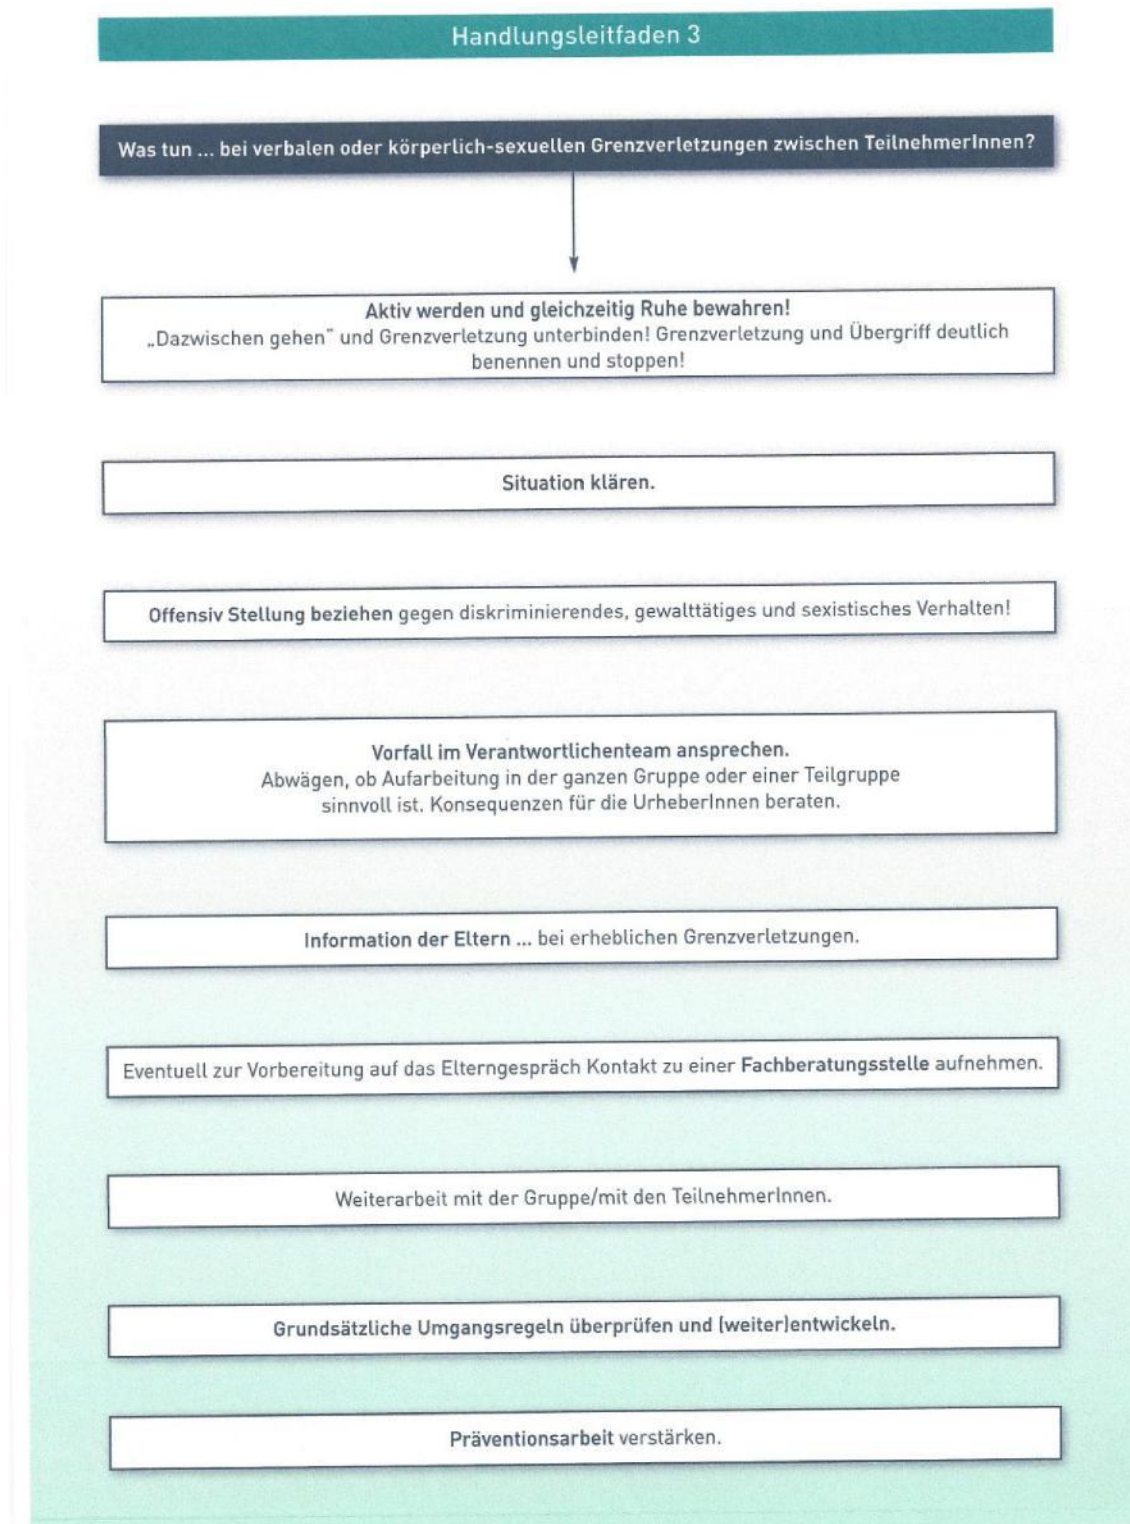 Handlungsleitfaden 3
Was tun ... bei verbalen oder körperlich-sexuellen Grenzverletzungen zwischen TeilnehmerInnen?
Aktiv werden und gleichzeitig Ruhe bewahren!
„Dazwischen gehen“ und Grenzverletzung unterbinden! Grenzverletzung und Übergriff deutlich
benennen und stoppen!
Situation klären.
Offensiv Stellung beziehen gegen diskriminierendes, gewalttätiges und sexistisches Verhalten!
Vorfall im Verantwortlichenteam ansprechen.
Abwägen, ob Aufarbeitung in der ganzen Gruppe oder einer Teilgruppe
sinnvoll ist. Konsequenzen für die UrheberInnen beraten.
Information der Eltern ... bei erheblichen Grenzverletzungen.
Eventuell zur Vorbereitung auf das Elterngespräch Kontakt zu einer Fachberatungsstelle aufnehmen.
Weiterarbeit mit der Gruppe/mit den TeilnehmerInnen.
Grundsätzliche Umgangsregeln überprüfen und (weiter)entwickeln.
Präventionsarbeit verstärken.